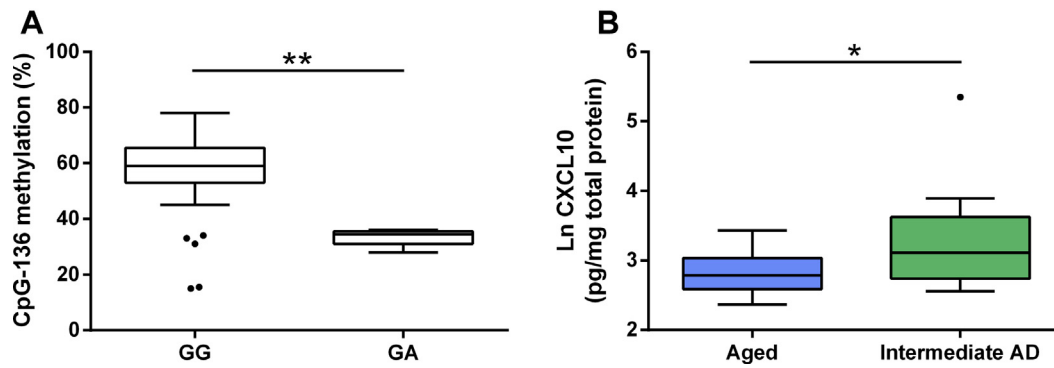 A
CpG-136 methylation (%)
100
80
60
40
20
0
**
GG
GA
B
Ln CXCL10
(pg/mg total protein)
6
5
4
3
2
*
Aged
Intermediate AD